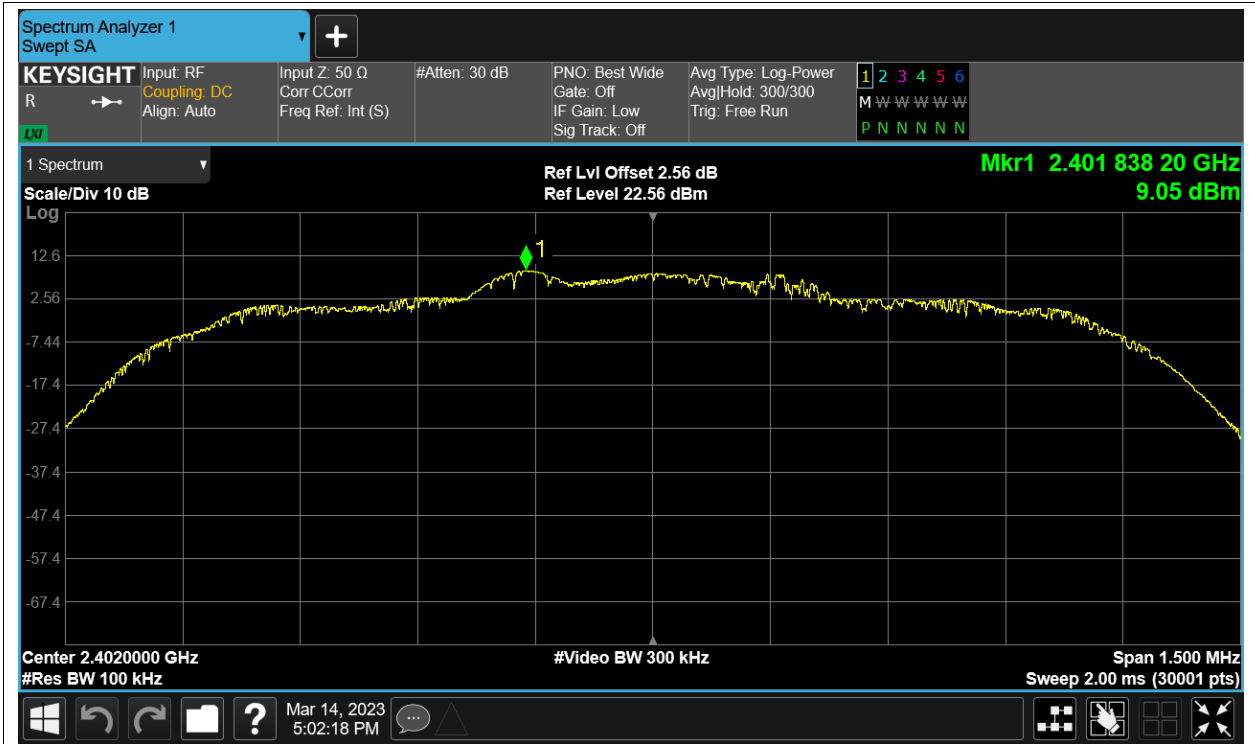 Spectrum Analyzer 1
Swept SA
KEYSIGHT
R
LXI
Input: RF
Coupling: DC
Align: Auto
Input Z: 50 Ω
Corr CCorr
Freq Ref: Int (S)
#Atten: 30 dB
PNO: Best Wide
Gate: Off
IF Gain: Low
Sig Track: Off
Avg Type: Log-Power
Avg|Hold: 300/300
Trig: Free Run
1 2 3 4 5 6
M W W W W W
P N N N N N
1 Spectrum
Scale/Div 10 dB
Log
Ref Lvl Offset 2.56 dB
Ref Level 22.56 dBm
Mkr1 2.401 838 20 GHz
9.05 dBm
1
12.6
2.56
-7.44
-17.4
-27.4
-37.4
-47.4
-57.4
-67.4
Center 2.4020000 GHz
#Res BW 100 kHz
#Video BW 300 kHz
Span 1.500 MHz
Sweep 2.00 ms (30001 pts)
?
Mar 14, 2023
5:02:18 PM